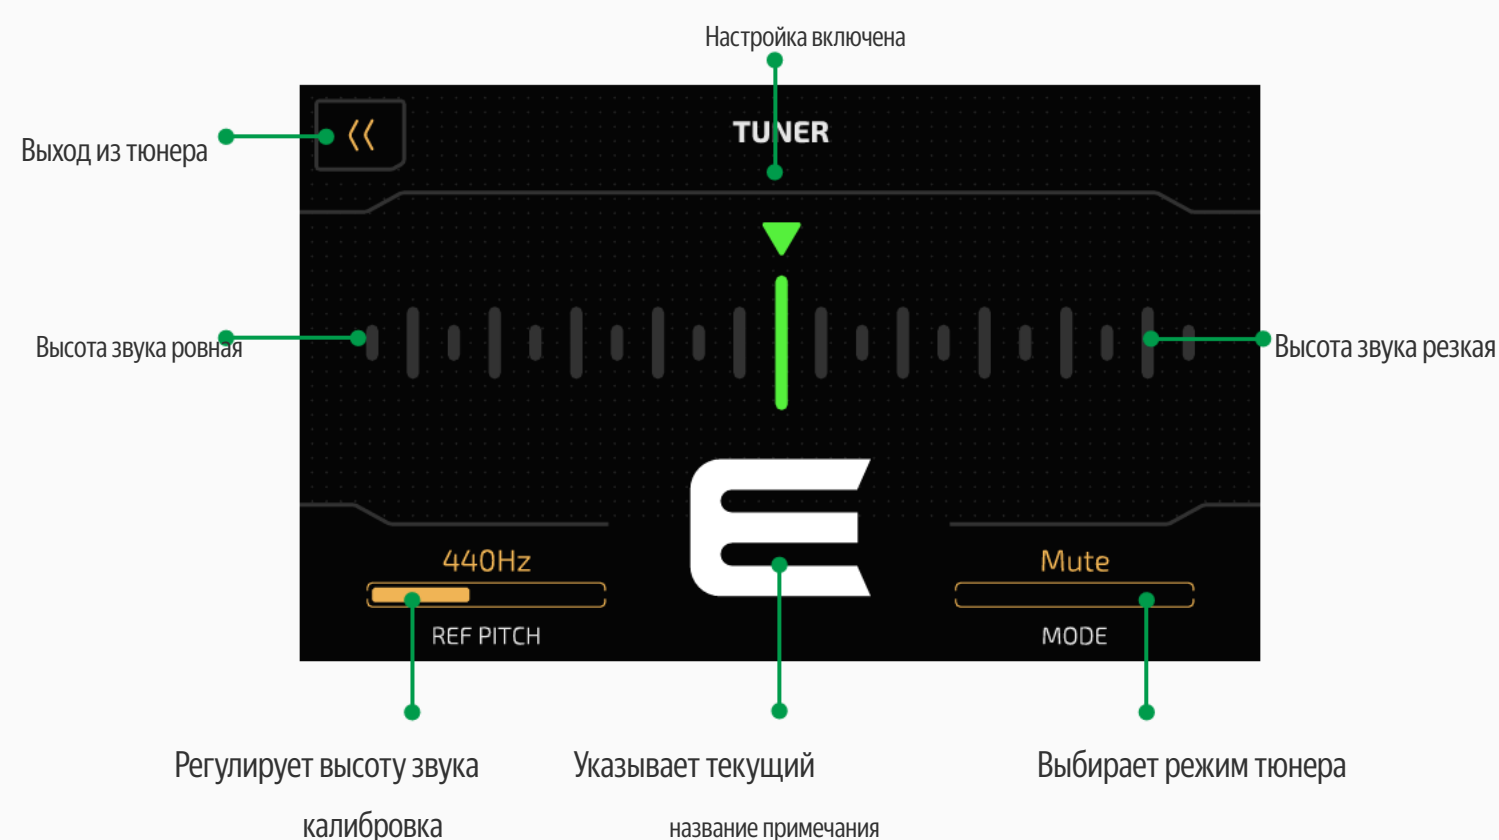 Настройка включена
Выход из тюнера
TUNER
Высота звука ровная
Высота звука резкая
E
440Hz
Mute
REF PITCH
MODE
Регулирует высоту звука
калибровка
Указывает текущий
название примечания
Выбирает режим тюнера